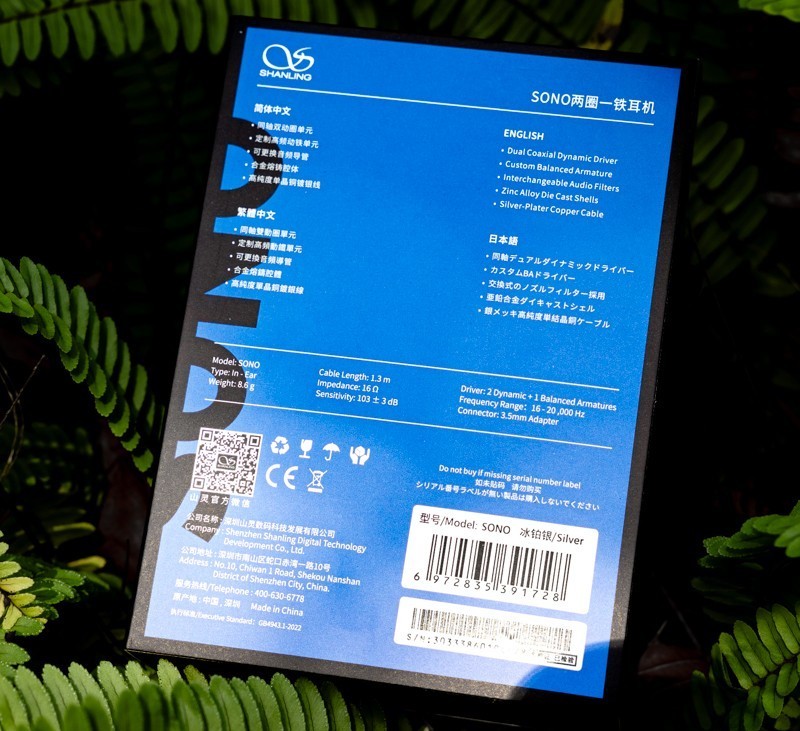 SHANLING
SONO两圈一铁耳机
简体中文
• 同轴双动圈单元
• 定制高频动铁单元
• 可更换音频导管
• 合金熔铸腔体
• 高纯度单晶铜镀银线
繁體中文
• 同軸雙動圈單元
• 定制高頻動鐵單元
• 可更換音頻導管
• 合金熔鑄腔體
• 高純度單晶銅鍍銀線
ENGLISH
• Dual Coaxial Dynamic Driver
• Custom Balanced Armature
• Interchangeable Audio Filters
• Zinc Alloy Die Cast Shells
• Silver-Plater Copper Cable
日本語
• 同軸デュアルダイナミックドライバー
• カスタムBAドライバー
• 交換式のノズルフィルター採用
• 亜鉛合金ダイキャストシェル
• 銀メッキ高純度単結晶銅ケーブル
Model: SONO
Type: In - Ear
Weight: 8.6 g
Cable Length: 1.3 m
Impedance: 16 Ω
Sensitivity: 103 ± 3 dB
Driver: 2 Dynamic + 1 Balanced Armatures
Frequency Range: 16 - 20 ,000 Hz
Connector: 3.5mm Adapter
CE
山灵官方微信
公司名称: 深圳山灵数码科技发展有限公司
Company: Shenzhen Shanling Digital Technology
Development Co., Ltd.
公司地址: 深圳市南山区蛇口赤湾一路10号
Address: No.10, Chiwan 1 Road, Shekou Nanshan
District of Shenzhen City, China.
服务热线/Telephone: 400-630-6778
原产地: 中国, 深圳 Made in China
执行标准/Executive Standard: GB4943.1-2022
Do not buy if missing serial number label
如未贴码 请勿购买
シリアル番号ラベルが無い製品は購入しないでください
型号/Model: SONO 冰铂银/Silver
6 972835 391728
S/N:
已检验